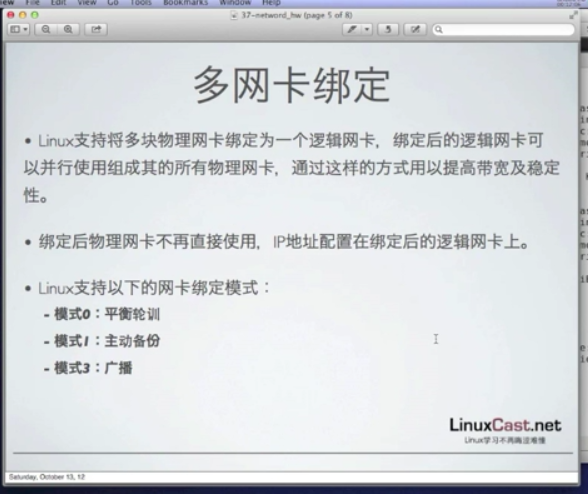 View File Edit View Go Tools Bookmarks Window Help
37-netword_hw (page 5 of 8)
多网卡绑定
• Linux支持将多块物理网卡绑定为一个逻辑网卡，绑定后的逻辑网卡可
以并行使用组成其的所有物理网卡，通过这样的方式用以提高带宽及稳定
性。
• 绑定后物理网卡不再直接使用，IP地址配置在绑定后的逻辑网卡上。
• Linux支持以下的网卡绑定模式：
- 模式0：平衡轮训
- 模式1：主动备份
- 模式3：广播
LinuxCast.net
Linux学习不再晦涩难懂
Saturday, October 13, 12